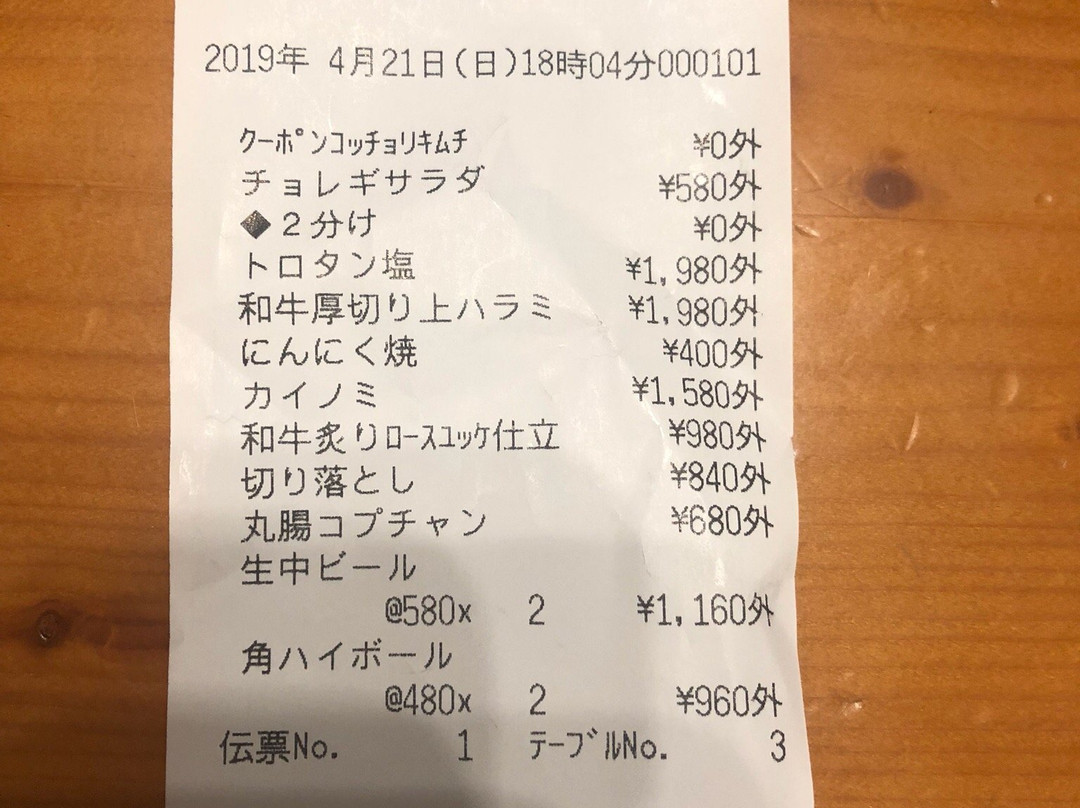 2019年 4月21日(日)18時04分000101
クーポンコッチョリキムチ ¥0外
チョレギサラダ ¥580外
◆2分け ¥0外
トロタン塩 ¥1,980外
和牛厚切り上ハラミ ¥1,980外
にんにく焼 ¥400外
カイノミ ¥1,580外
和牛炙りロースユッケ仕立 ¥980外
切り落とし ¥840外
丸腸コプチャン ¥680外
生中ビール
@580x 2 ¥1,160外
角ハイボール
@480x 2 ¥960外
伝票No. 1 テーブルNo. 3